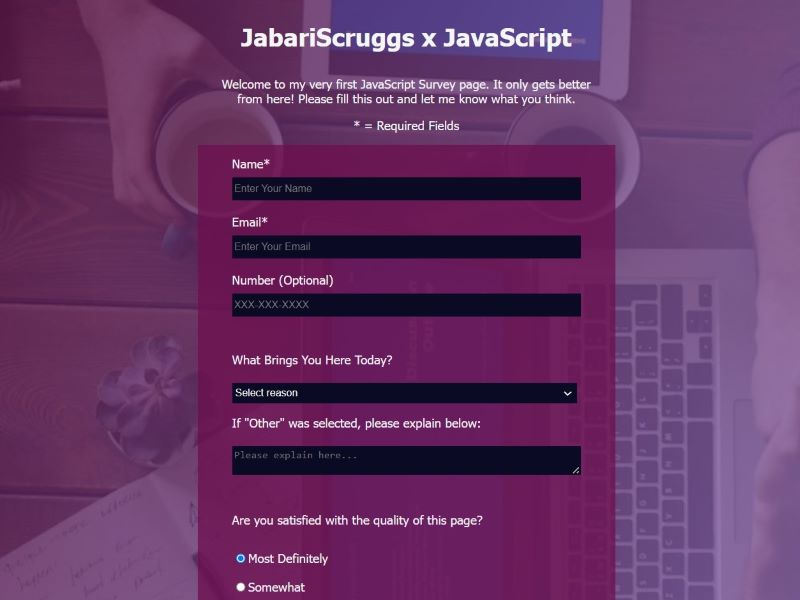 JabariScruggs x JavaScript
Welcome to my very first JavaScript Survey page. It only gets better
from here! Please fill this out and let me know what you think.
* = Required Fields
Name*
Enter Your Name
Email*
Enter Your Email
Number (Optional)
XXX-XXX-XXXX
What Brings You Here Today?
Select reason
If "Other" was selected, please explain below:
Please explain here...
Are you satisfied with the quality of this page?
Most Definitely
Somewhat